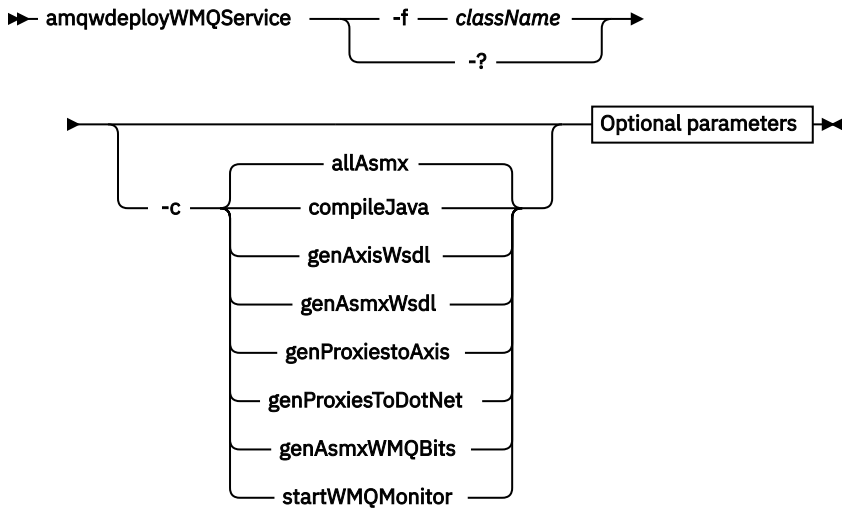 amqwdeployWMQService -f className
-?
Optional parameters
allAsmx
-c compileJava
genAxisWsdl
genAsmxWsdl
genProxiestoAxis
genProxiesToDotNet
genAsmxWMQBits
startWMQMonitor